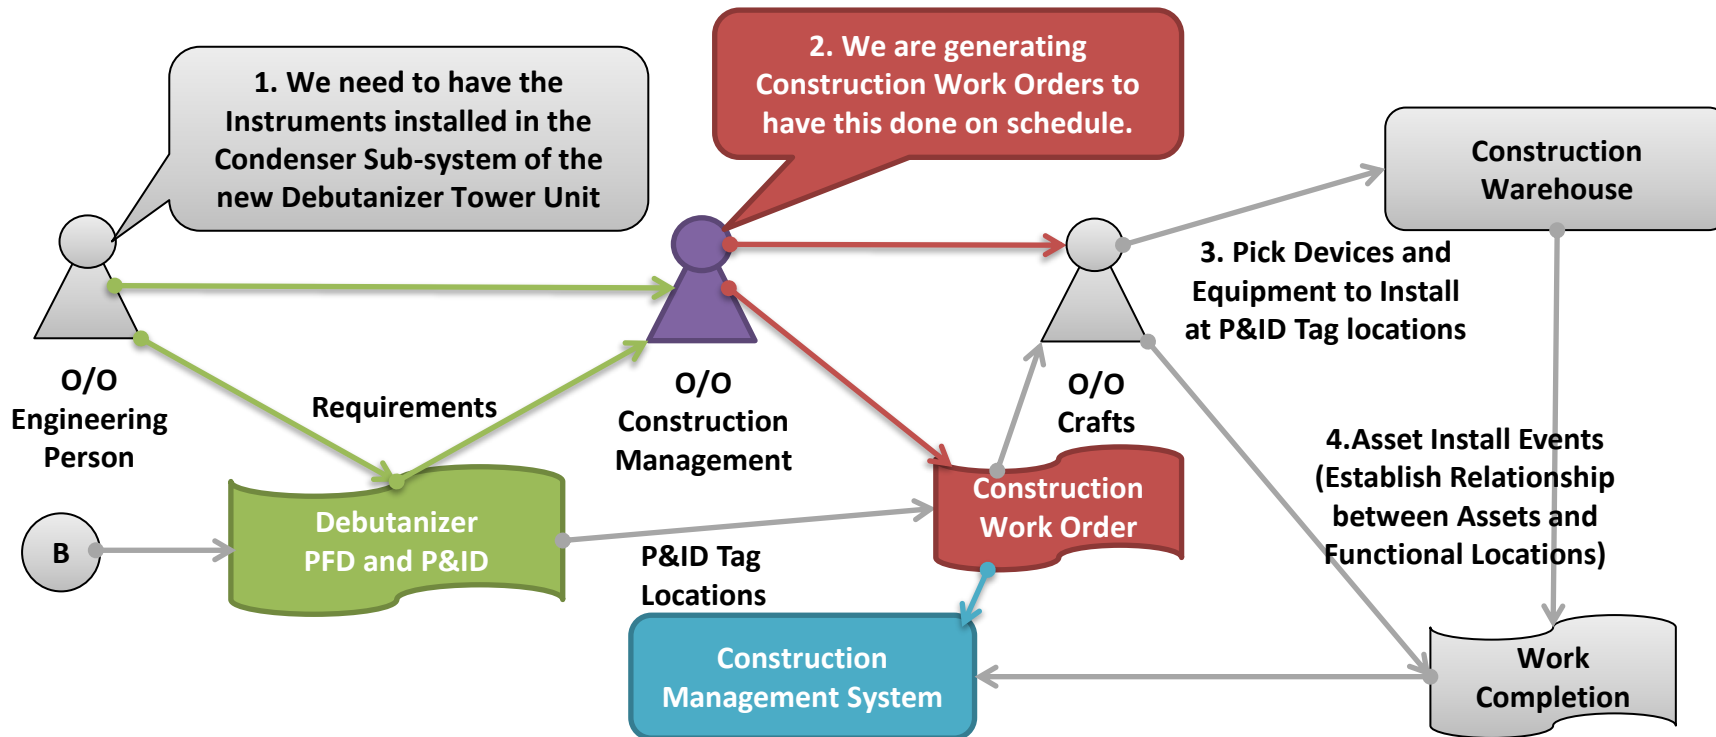 1. We need to have the
Instruments installed in the
Condenser Sub-system of the
new Debutanizer Tower Unit
2. We are generating
Construction Work Orders to
have this done on schedule.
Construction
Warehouse
3. Pick Devices and
Equipment to Install
at P&ID Tag locations
O/O
Engineering
Person
Requirements
O/O
Construction
Management
O/O
Crafts
4.Asset Install Events
(Establish Relationship
between Assets and
Functional Locations)
B
Debutanizer
PFD and P&ID
P&ID Tag
Locations
Construction
Work Order
Construction
Management System
Work
Completion